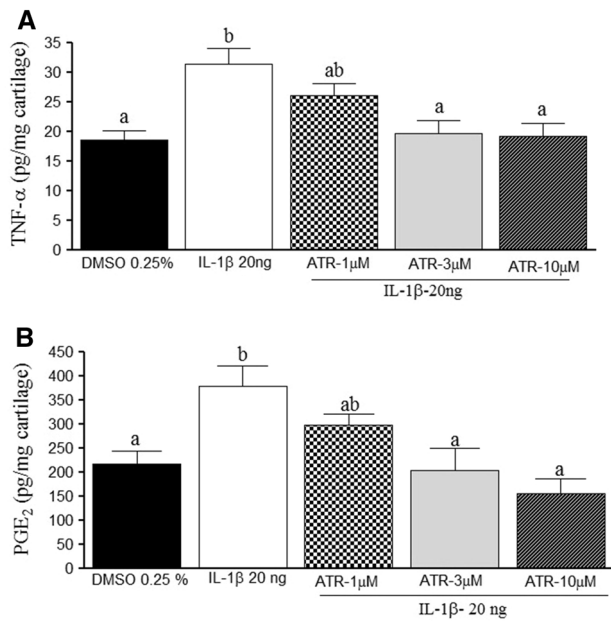 A
TNF-α (pg/mg cartilage)
35
30
25
20
15
10
5
0
a
b
ab
a
a
DMSO 0.25%
IL-1β 20ng
ATR-1μM
ATR-3μM
ATR-10μM
IL-1β-20ng
B
PGE2 (pg/mg cartilage)
450
400
350
300
250
200
150
100
50
0
a
b
ab
a
a
DMSO 0.25 %
IL-1β 20 ng
ATR-1μM
ATR-3μM
ATR-10μM
IL-1β- 20 ng